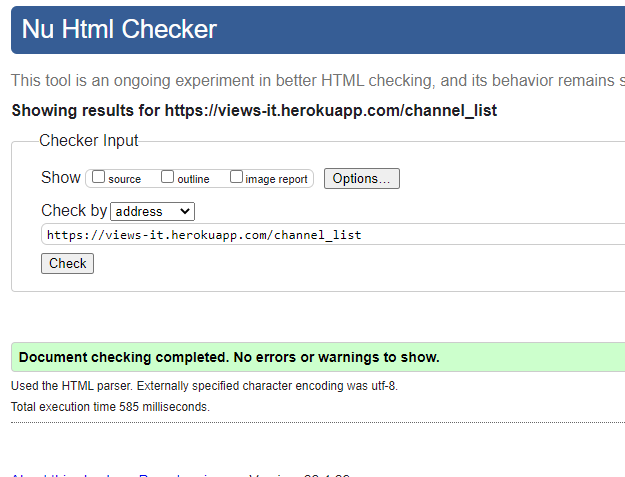 Nu Html Checker
This tool is an ongoing experiment in better HTML checking, and its behavior remains s
Showing results for https://views-it.herokuapp.com/channel_list
Checker Input
Show source outline image report Options...
Check by address
https://views-it.herokuapp.com/channel_list
Check
Document checking completed. No errors or warnings to show.
Used the HTML parser. Externally specified character encoding was utf-8.
Total execution time 585 milliseconds.